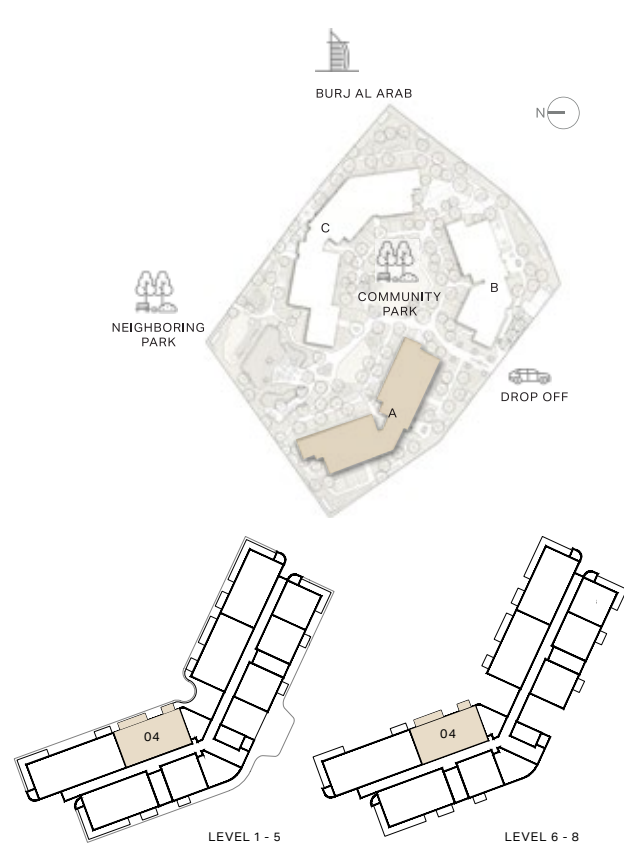 BURJ AL ARAB
N
C
COMMUNITY
PARK
B
NEIGHBORING
PARK
DROP OFF
A
04
04
LEVEL 1 - 5
LEVEL 6 - 8